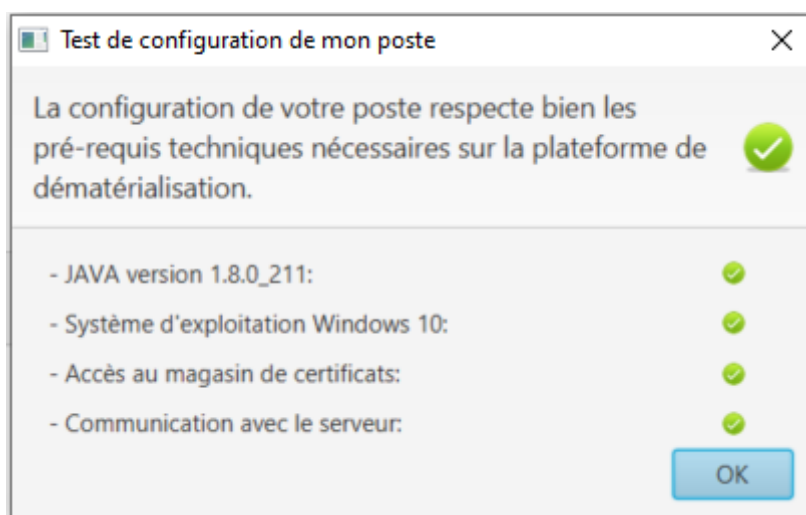 Test de configuration de mon poste
La configuration de votre poste respecte bien les
pré-requis techniques nécessaires sur la plateforme de
dématérialisation.
- JAVA version 1.8.0_211:
- Système d'exploitation Windows 10:
- Accès au magasin de certificats:
- Communication avec le serveur:
OK